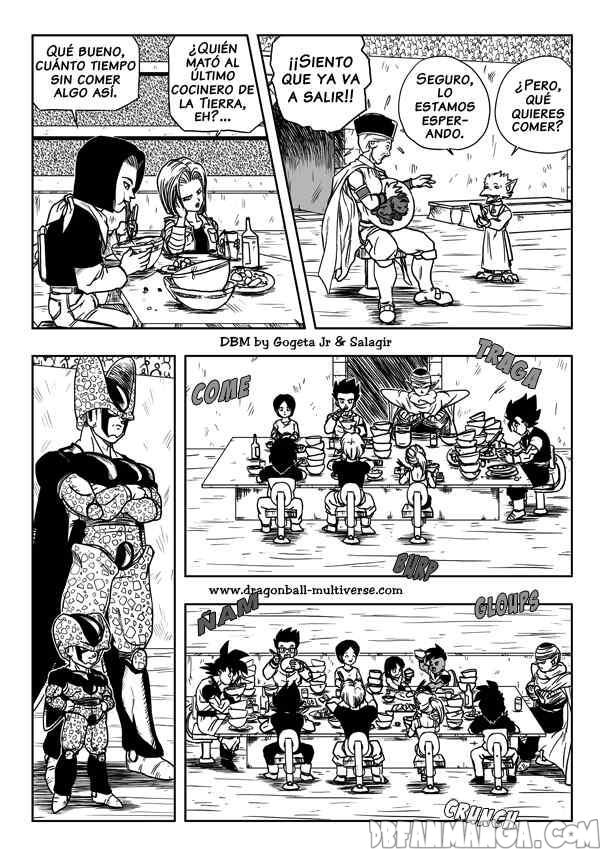 QUÉ BUENO,
CUÁNTO TIEMPO
SIN COMER
ALGO ASÍ.
¿QUIÉN
MATÓ AL
ÚLTIMO
COCINERO DE
LA TIERRA,
EH?...
¡¡SIENTO
QUE YA VA
A SALIR!!
SEGURO,
LO
ESTAMOS
ESPER-
ANDO.
¿PERO,
QUÉ
QUIERES
COMER?
DBM by Gogeta Jr & Salagir
COME
TRAGA
BURP
www.dragonball-multiverse.com
ÑAM
GLOUPS
CRUNCH
DBFANMANGA.COM